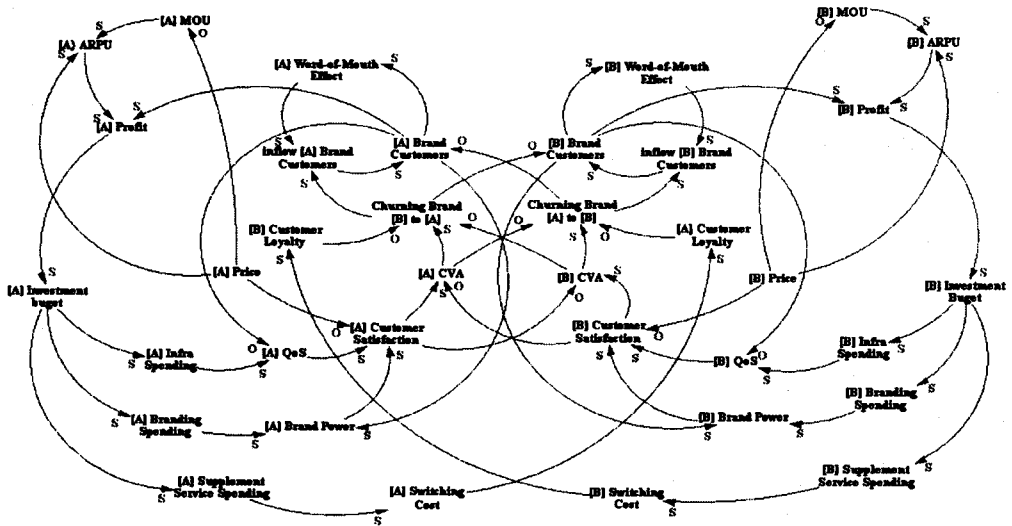 [A] MOU
[A] ARPU
[A] Word-of-Mouth
Effect
[A] Profit
[A] Brand
Customers
inflow [A] Brand
Customers
Churning Brand
[B] to [A]
[B] Customer
Loyalty
[A] Price
[A] CVA
[A] Investment
buget
[A] Customer
Satisfaction
[A] Infra
Spending
[A] QoS
[A] Branding
Spending
[A] Brand Power
[A] Supplement
Service Spending
[A] Switching
Cost
[B] MOU
[B] ARPU
[B] Word-of-Mouth
Effect
[B] Profit
[B] Brand
Customers
inflow [B] Brand
Customers
Churning Brand
[A] to [B]
[A] Customer
Loyalty
[B] CVA
[B] Price
[B] Investment
Buget
[B] Customer
Satisfaction
[B] QoS
[B] Infra
Spending
[B] Branding
Spending
[B] Brand Power
[B] Supplement
Service Spending
[B] Switching
Cost
S
S
O
S
S
S
S
S
O
S
S
O
S
S
O
S
O
S
O
S
S
S
S
S
S
S
S
O
S
S
S
S
S
O
S
S
O
S
O
S
S
O
S
S
O
S
S
S
S
S
S
S